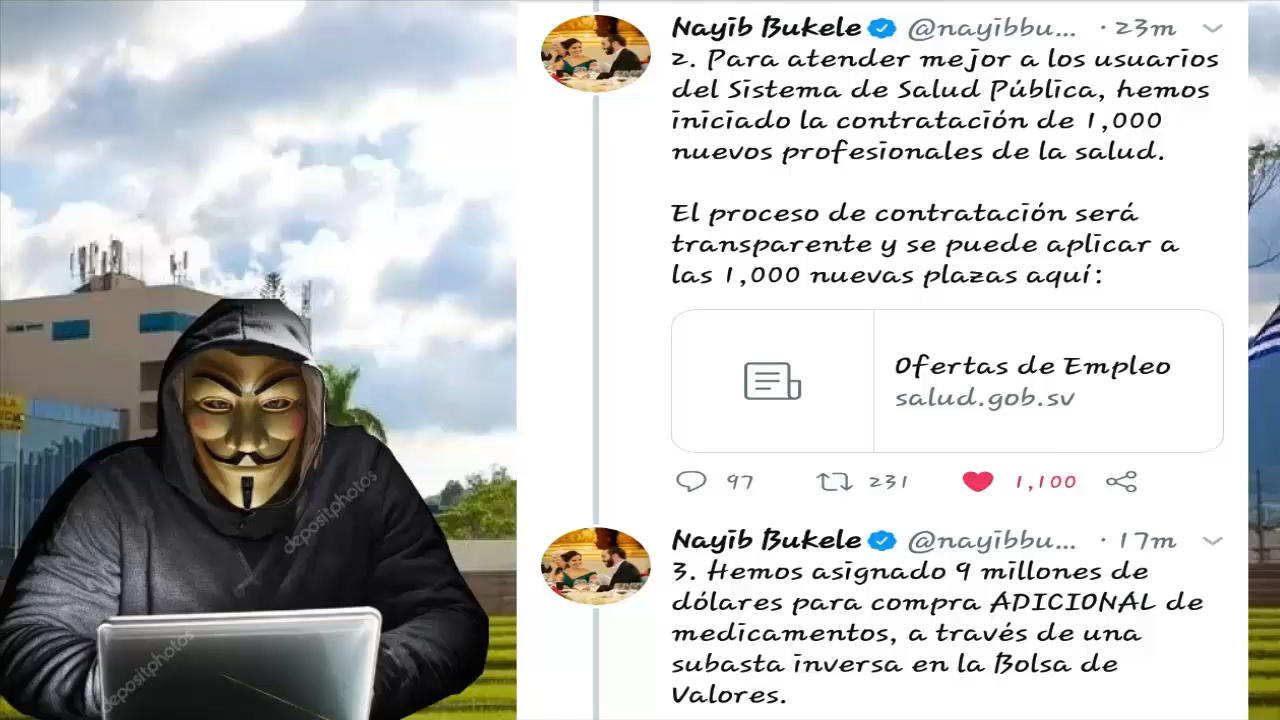 Nayib Bukele @nayibbu... · 23m
2. Para atender mejor a los usuarios
del Sistema de Salud Pública, hemos
iniciado la contratación de 1,000
nuevos profesionales de la salud.
El proceso de contratación será
transparente y se puede aplicar a
las 1,000 nuevas plazas aquí:
Ofertas de Empleo
salud.gob.sv
97 231 1,100
Nayib Bukele @nayibbu... · 17m
3. Hemos asignado 9 millones de
dólares para compra ADICIONAL de
medicamentos, a través de una
subasta inversa en la Bolsa de
Valores.
depositphotos
depositphotos